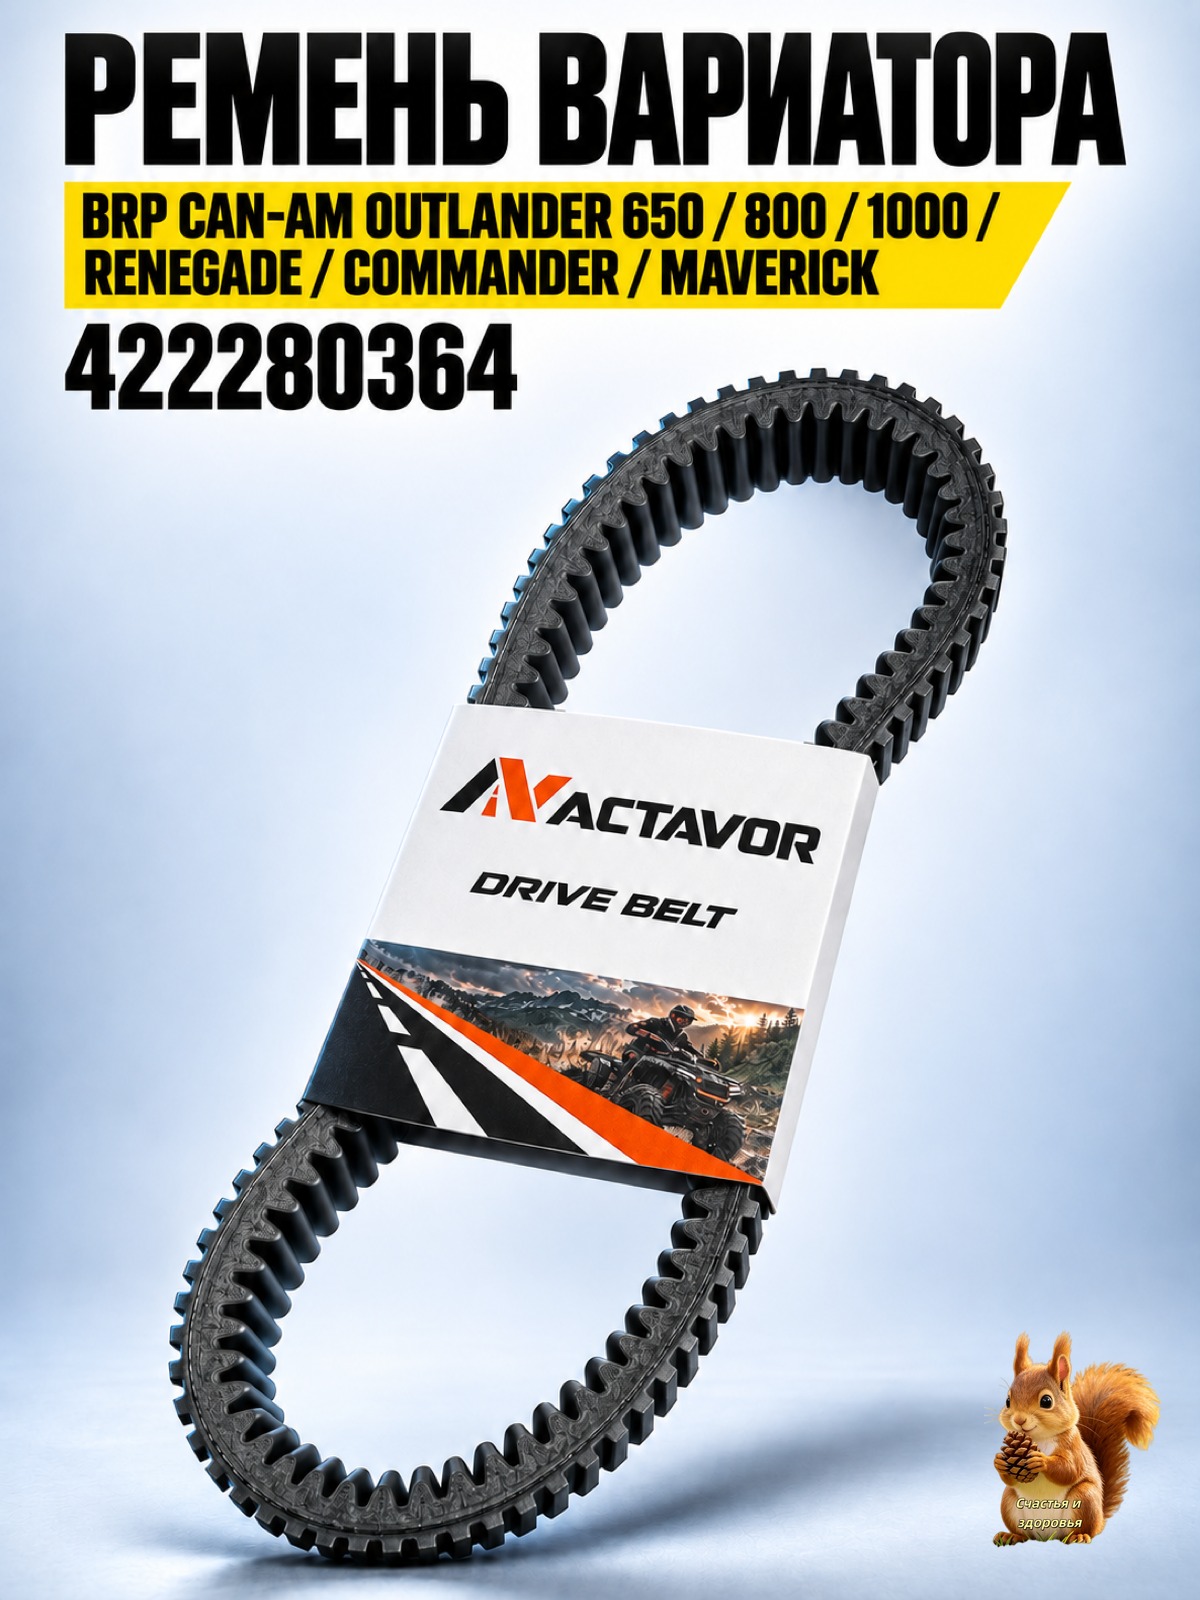 РЕМЕНЬ ВАРИАТОРА
BRP CAN-AM OUTLANDER 650 / 800 / 1000 /
RENEGADE / COMMANDER / MAVERICK
422280364
ACTAVOR
DRIVE BELT
Счастья и
здоровья